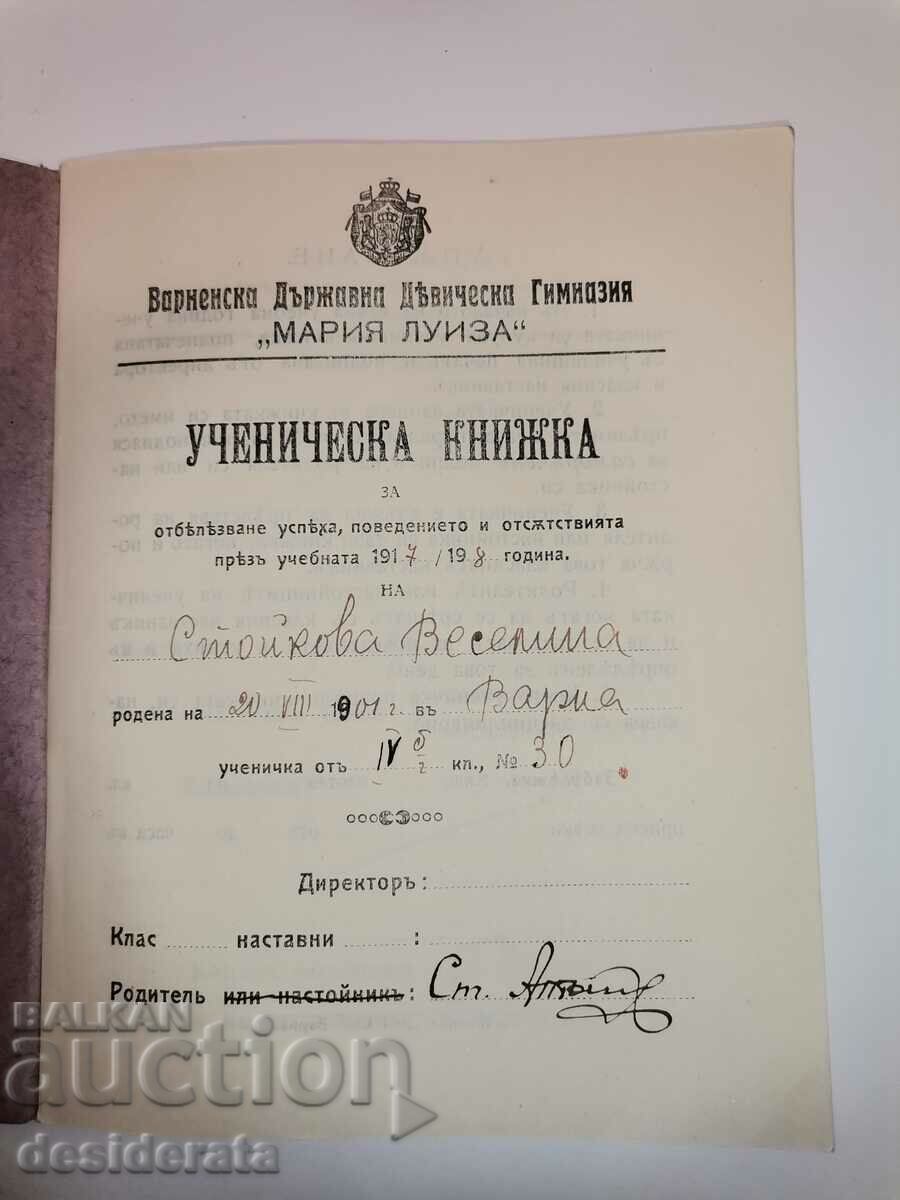 Варненска Държавна Дѣвическа Гимназия
„МАРИЯ ЛУИЗА“
УЧЕНИЧЕСКА КНИЖКА
ЗА
отбѣлѣзване успѣха, поведението и отсѫтствията
прѣзъ учебната 1917/1918 година.
НА
Стойкова Веселина
родена на 20 VIII 1901 г въ Варна
ученичка отъ IV б кл., № 30
Директоръ:
Клас наставни :
Родитель или настойникъ: Ст.
BALKAN
auction
desiderata